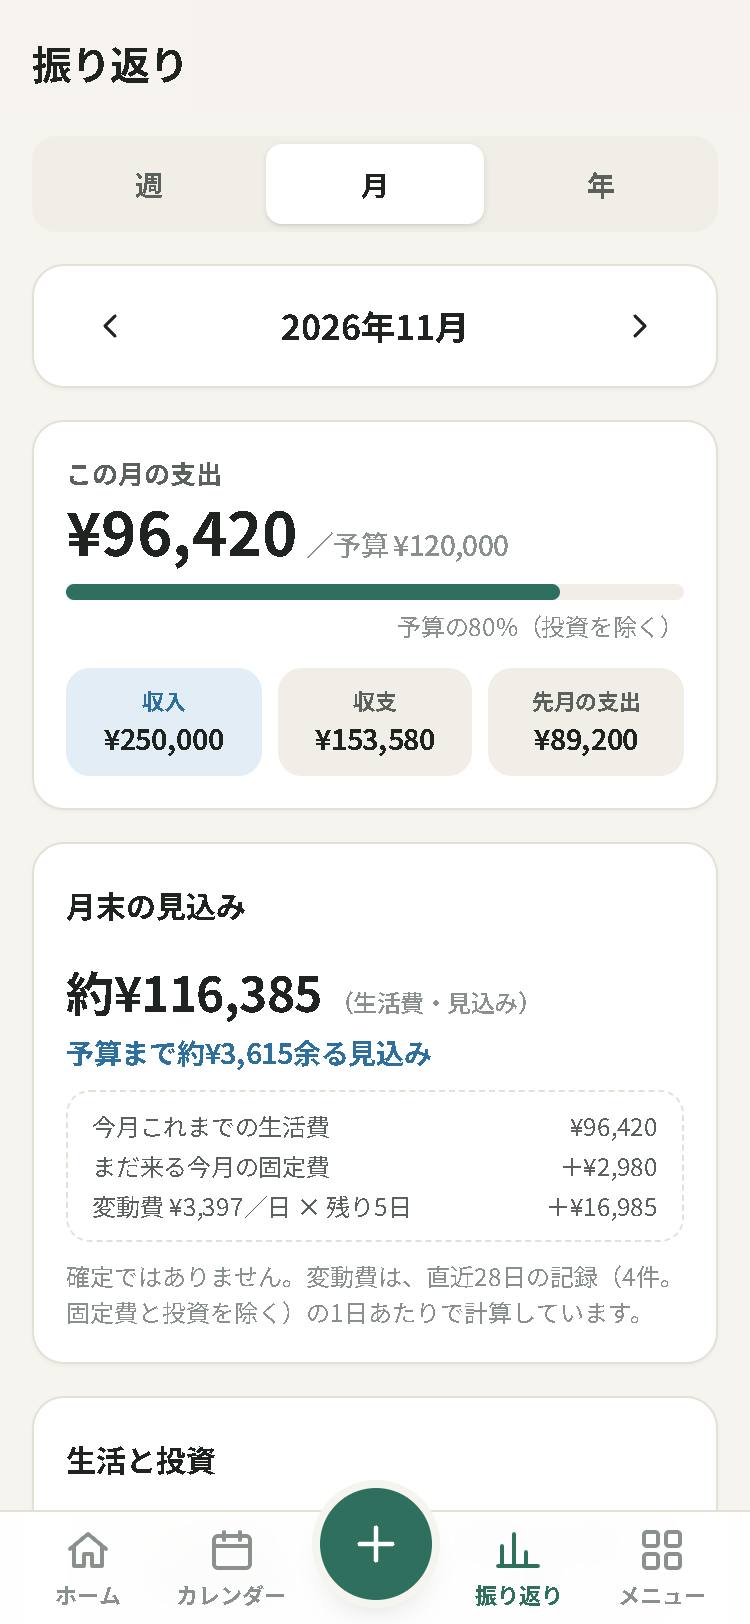 振り返り
週 月 年
2026年11月
この月の支出
¥96,420 ／予算 ¥120,000
予算の80%（投資を除く）
収入 収支 先月の支出
¥250,000 ¥153,580 ¥89,200
月末の見込み
約¥116,385 （生活費・見込み）
予算まで約¥3,615余る見込み
今月これまでの生活費 ¥96,420
まだ来る今月の固定費 +¥2,980
変動費 ¥3,397／日 × 残り5日 +¥16,985
確定ではありません。変動費は、直近28日の記録（4件。
固定費と投資を除く）の1日あたりで計算しています。
生活と投資
ホーム カレンダー 振り返り メニュー